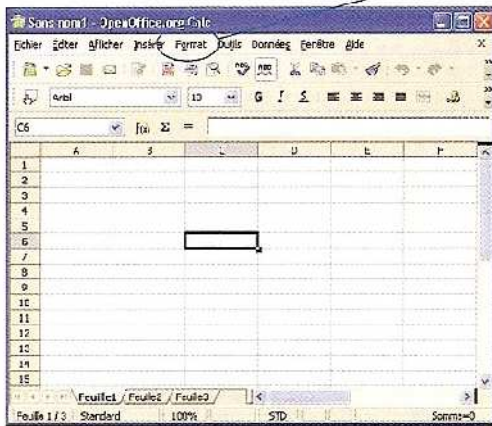 Sans nom1 - OpenOffice.org Calc
Fichier Éditer Afficher Insérer Format Outils Données Fenêtre Aide X
Arial 10 G I S
C6 f(x) Σ =
A B C D E F
1
2
3
4
5
6
7
8
9
10
11
12
13
14
15
Feuille1 Feuille2 Feuille3
Feuille 1 / 3 Standard 100% STD Somme=0